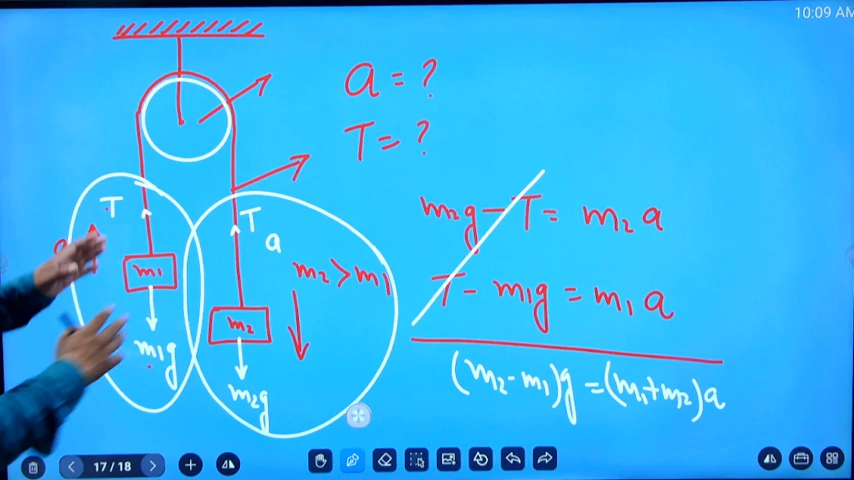 10:09 AM
a = ?
T = ?
T
T
a
a
m₁
m₂ > m₁
m₂
m₁g
m₂g
m₂g - T = m₂ a
T - m₁g = m₁ a
(m₂ - m₁)g = (m₁ + m₂)a
17 / 18